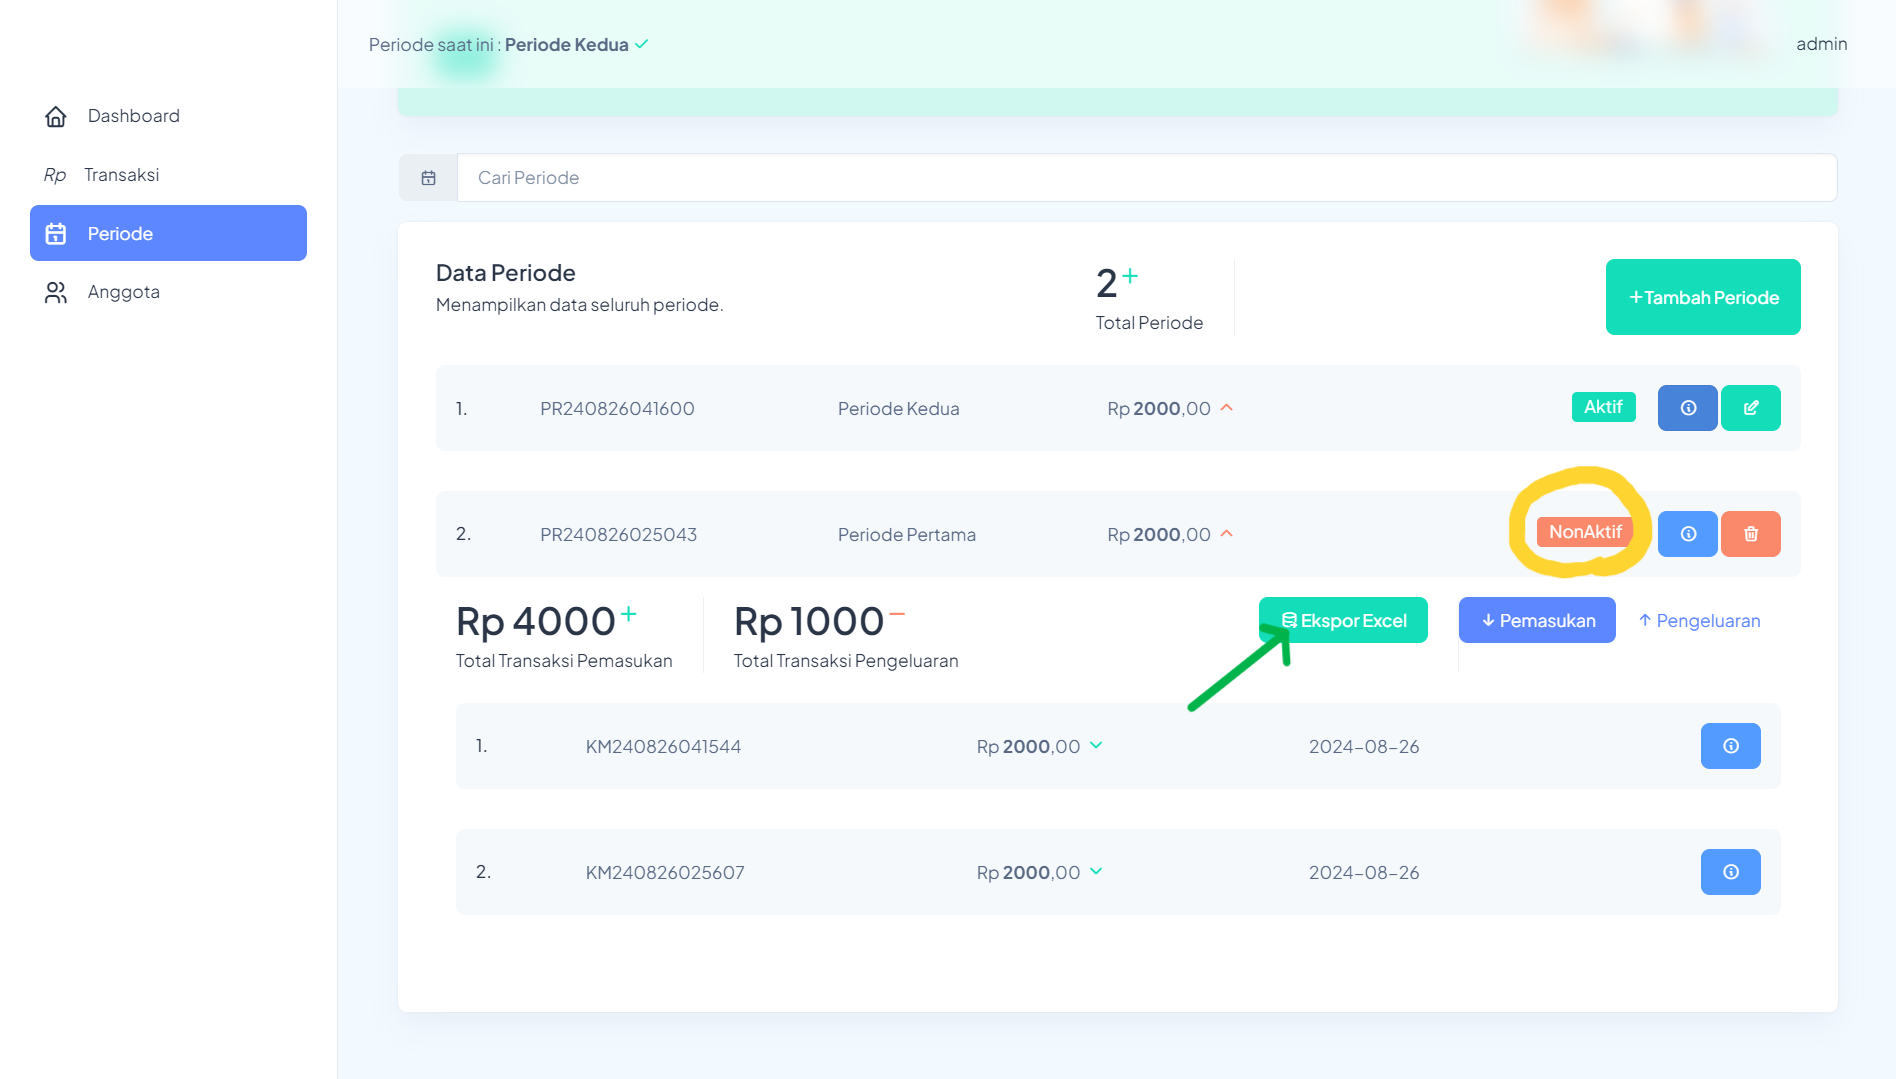 Periode saat ini : Periode Kedua
admin
Dashboard
Rp Transaksi
Periode
Anggota
Cari Periode
Data Periode
Menampilkan data seluruh periode.
2+
Total Periode
+Tambah Periode
1. PR240826041600 Periode Kedua Rp 2000,00 Aktif
2. PR240826025043 Periode Pertama Rp 2000,00 NonAktif
Rp 4000+
Total Transaksi Pemasukan
Rp 1000−
Total Transaksi Pengeluaran
Ekspor Excel
↓ Pemasukan
↑ Pengeluaran
1. KM240826041544 Rp 2000,00 2024-08-26
2. KM240826025607 Rp 2000,00 2024-08-26